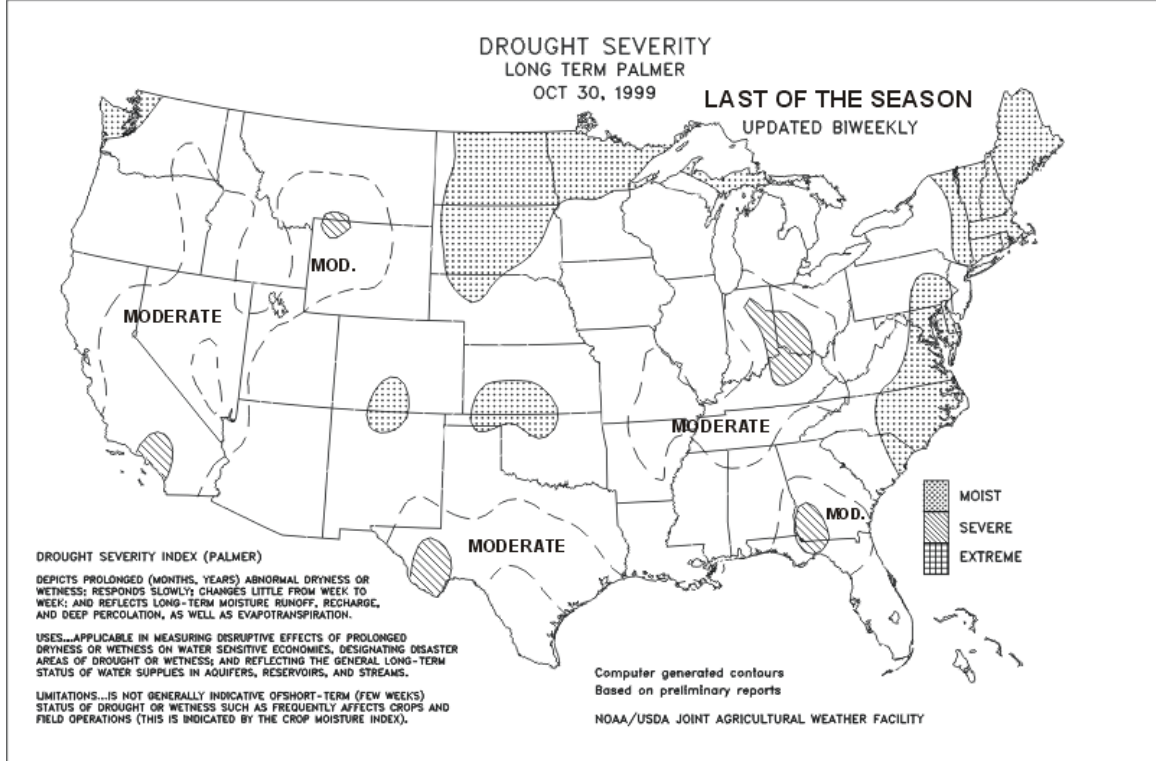 DROUGHT SEVERITY
LONG TERM PALMER
OCT 30, 1999
LAST OF THE SEASON
UPDATED BIWEEKLY
MOD.
MODERATE
MODERATE
MOD.
MODERATE
MOIST
SEVERE
EXTREME
DROUGHT SEVERITY INDEX (PALMER)
DEPICTS PROLONGED (MONTHS, YEARS) ABNORMAL DRYNESS OR
WETNESS; RESPONDS SLOWLY; CHANGES LITTLE FROM WEEK TO
WEEK; AND REFLECTS LONG-TERM MOISTURE RUNOFF, RECHARGE,
AND DEEP PERCOLATION, AS WELL AS EVAPOTRANSPIRATION.
USES...APPLICABLE IN MEASURING DISRUPTIVE EFFECTS OF PROLONGED
DRYNESS OR WETNESS ON WATER SENSITIVE ECONOMIES, DESIGNATING DISASTER
AREAS OF DROUGHT OR WETNESS; AND REFLECTING THE GENERAL LONG-TERM
STATUS OF WATER SUPPLIES IN AQUIFERS, RESERVOIRS, AND STREAMS.
LIMITATIONS...IS NOT GENERALLY INDICATIVE OFSHORT-TERM (FEW WEEKS)
STATUS OF DROUGHT OR WETNESS SUCH AS FREQUENTLY AFFECTS CROPS AND
FIELD OPERATIONS (THIS IS INDICATED BY THE CROP MOISTURE INDEX).
Computer generated contours
Based on preliminary reports
NOAA/USDA JOINT AGRICULTURAL WEATHER FACILITY